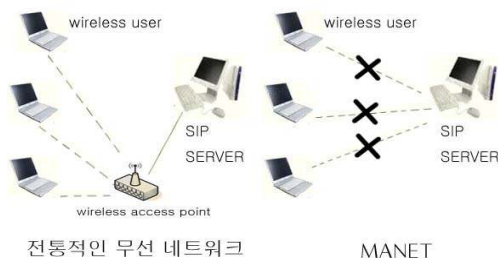 wireless user
SIP
SERVER
wireless access point
전통적인 무선 네트워크
wireless user
SIP
SERVER
MANET